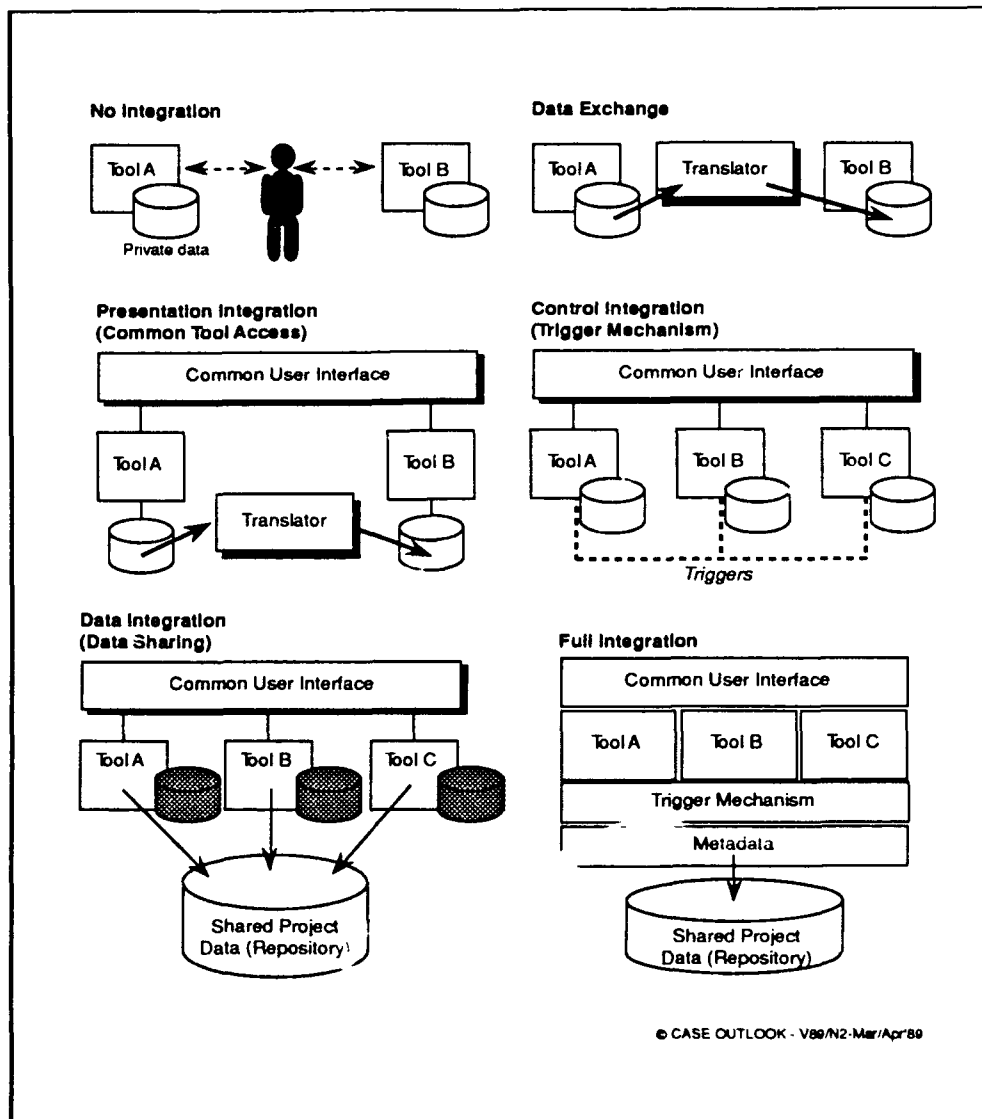 No Integration
Tool A
Tool B
Private data
Data Exchange
Tool A
Translator
Tool B
Presentation Integration
(Common Tool Access)
Common User Interface
Tool A
Tool B
Translator
Control Integration
(Trigger Mechanism)
Common User Interface
Tool A
Tool B
Tool C
Triggers
Data Integration
(Data Sharing)
Common User Interface
Tool A
Tool B
Tool C
Shared Project
Data (Repository)
Full Integration
Common User Interface
Tool A
Tool B
Tool C
Trigger Mechanism
Metadata
Shared Project
Data (Repository)
© CASE OUTLOOK - V89/N2-Mar/Apr'89